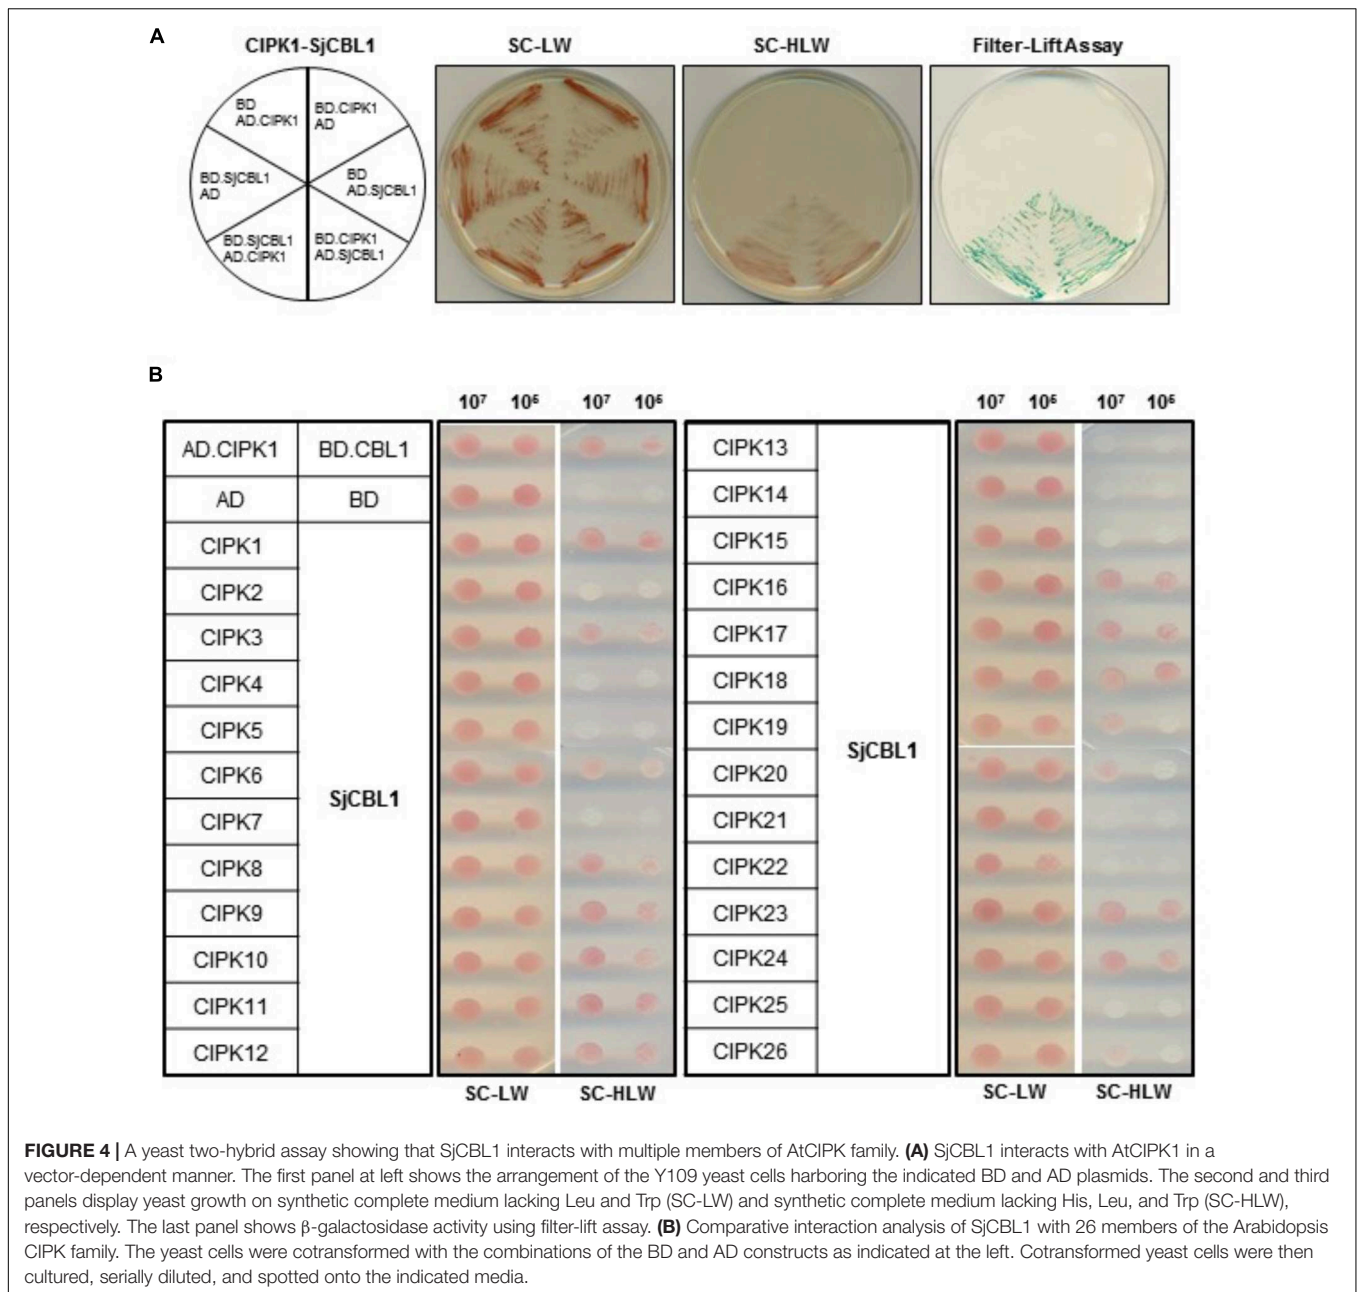 A
CIPK1-SjCBL1
SC-LW
SC-HLW
Filter-LiftAssay
BD
AD.CIPK1
BD.CIPK1
AD
BD.SjCBL1
AD
BD
AD.SjCBL1
BD.SjCBL1
AD.CIPK1
BD.CIPK1
AD.SjCBL1
B
10⁷ 10⁶ 10⁷ 10⁶ 10⁷ 10⁶ 10⁷ 10⁶
AD.CIPK1 BD.CBL1
AD BD
CIPK1
CIPK2
CIPK3
CIPK4
CIPK5
CIPK6
CIPK7
CIPK8
CIPK9
CIPK10
CIPK11
CIPK12
SjCBL1
SC-LW SC-HLW
CIPK13
CIPK14
CIPK15
CIPK16
CIPK17
CIPK18
CIPK19
CIPK20
CIPK21
CIPK22
CIPK23
CIPK24
CIPK25
CIPK26
SjCBL1
SC-LW SC-HLW
FIGURE 4 | A yeast two-hybrid assay showing that SjCBL1 interacts with multiple members of AtCIPK family. (A) SjCBL1 interacts with AtCIPK1 in a
vector-dependent manner. The first panel at left shows the arrangement of the Y109 yeast cells harboring the indicated BD and AD plasmids. The second and third
panels display yeast growth on synthetic complete medium lacking Leu and Trp (SC-LW) and synthetic complete medium lacking His, Leu, and Trp (SC-HLW),
respectively. The last panel shows β-galactosidase activity using filter-lift assay. (B) Comparative interaction analysis of SjCBL1 with 26 members of the Arabidopsis
CIPK family. The yeast cells were cotransformed with the combinations of the BD and AD constructs as indicated at the left. Cotransformed yeast cells were then
cultured, serially diluted, and spotted onto the indicated media.